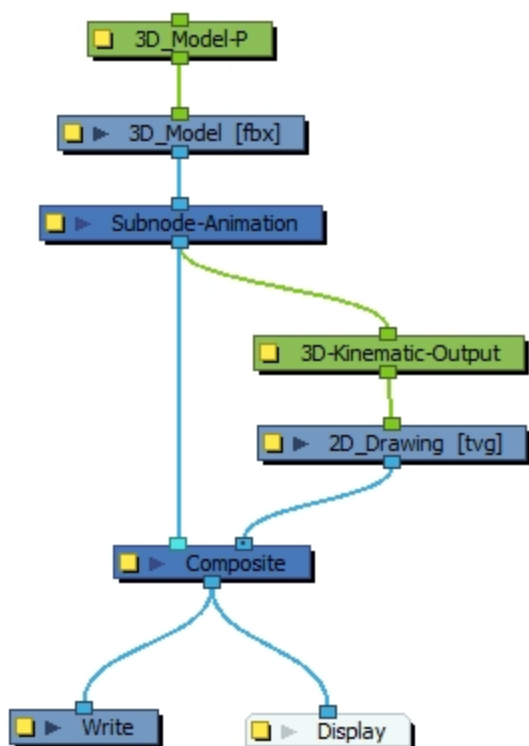 3D_Model-P
3D_Model [fbx]
Subnode-Animation
3D-Kinematic-Output
2D_Drawing [tvg]
Composite
Write
Display